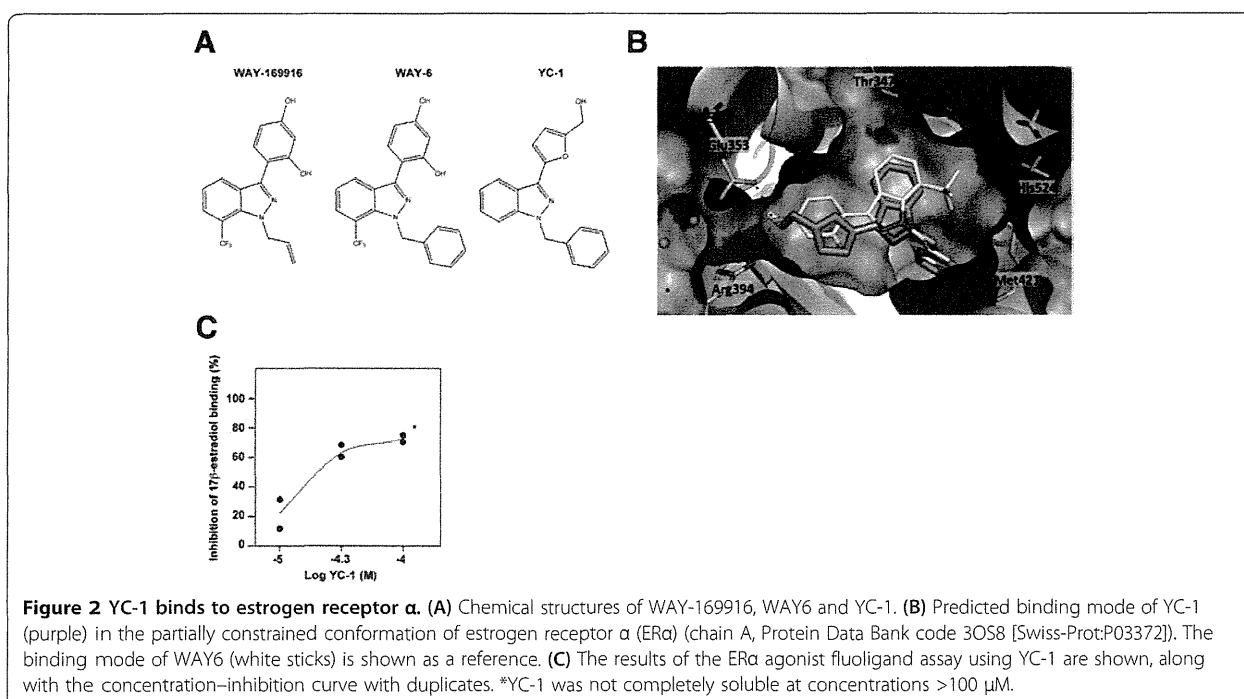 A
WAY-169916
WAY-6
YC-1
OH
OH
N
N
CF₃
OH
OH
N
N
CF₃
OH
O
N
N
B
Thr347
Glu353
His524
Arg394
C
Inhibition of 17β-estradiol binding (%)
100
80
60
40
20
0
*
-5
-4.3
-4
Log YC-1 (M)
Figure 2 YC-1 binds to estrogen receptor α. (A) Chemical structures of WAY-169916, WAY6 and YC-1. (B) Predicted binding mode of YC-1
(purple) in the partially constrained conformation of estrogen receptor α (ERα) (chain A, Protein Data Bank code 3OS8 [Swiss-Prot:P03372]). The
binding mode of WAY6 (white sticks) is shown as a reference. (C) The results of the ERα agonist fluoligand assay using YC-1 are shown, along
with the concentration–inhibition curve with duplicates. *YC-1 was not completely soluble at concentrations >100 μM.